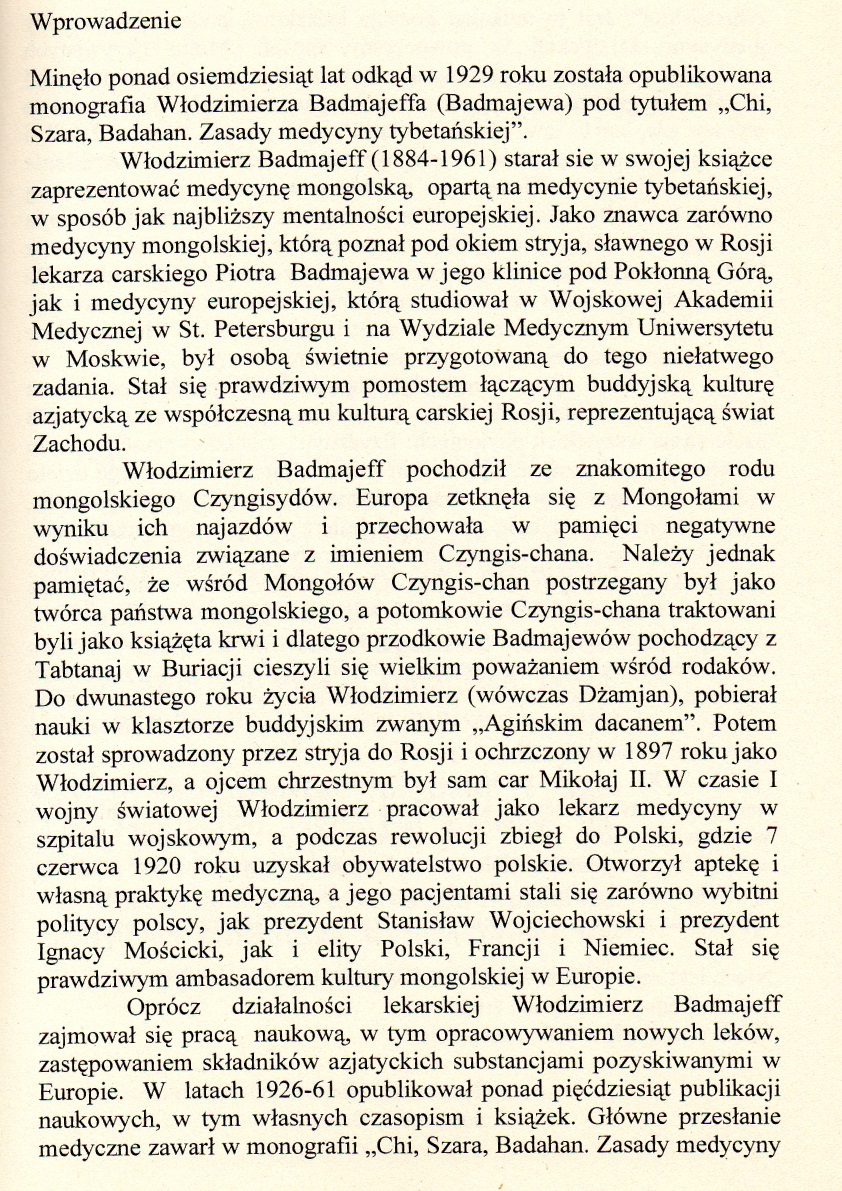 Wprowadzenie
Minęło ponad osiemdziesiąt lat odkąd w 1929 roku została opublikowana
monografia Włodzimierza Badmajeffa (Badmajewa) pod tytułem „Chi,
Szara, Badahan. Zasady medycyny tybetańskiej”.
Włodzimierz Badmajeff (1884-1961) starał sie w swojej książce
zaprezentować medycynę mongolską, opartą na medycynie tybetańskiej,
w sposób jak najbliższy mentalności europejskiej. Jako znawca zarówno
medycyny mongolskiej, którą poznał pod okiem stryja, sławnego w Rosji
lekarza carskiego Piotra Badmajewa w jego klinice pod Pokłonną Górą,
jak i medycyny europejskiej, którą studiował w Wojskowej Akademii
Medycznej w St. Petersburgu i na Wydziale Medycznym Uniwersytetu
w Moskwie, był osobą świetnie przygotowaną do tego niełatwego
zadania. Stał się prawdziwym pomostem łączącym buddyjską kulturę
azjatycką ze współczesną mu kulturą carskiej Rosji, reprezentującą świat
Zachodu.
Włodzimierz Badmajeff pochodził ze znakomitego rodu
mongolskiego Czyngisydów. Europa zetknęła się z Mongołami w
wyniku ich najazdów i przechowała w pamięci negatywne
doświadczenia związane z imieniem Czyngis-chana. Należy jednak
pamiętać, że wśród Mongołów Czyngis-chan postrzegany był jako
twórca państwa mongolskiego, a potomkowie Czyngis-chana traktowani
byli jako książęta krwi i dlatego przodkowie Badmajewów pochodzący z
Tabtanaj w Buriacji cieszyli się wielkim poważaniem wśród rodaków.
Do dwunastego roku życia Włodzimierz (wówczas Dżamjan), pobierał
nauki w klasztorze buddyjskim zwanym „Agińskim dacanem”. Potem
został sprowadzony przez stryja do Rosji i ochrzczony w 1897 roku jako
Włodzimierz, a ojcem chrzestnym był sam car Mikołaj II. W czasie I
wojny światowej Włodzimierz pracował jako lekarz medycyny w
szpitalu wojskowym, a podczas rewolucji zbiegł do Polski, gdzie 7
czerwca 1920 roku uzyskał obywatelstwo polskie. Otworzył aptekę i
własną praktykę medyczną, a jego pacjentami stali się zarówno wybitni
politycy polscy, jak prezydent Stanisław Wojciechowski i prezydent
Ignacy Mościcki, jak i elity Polski, Francji i Niemiec. Stał się
prawdziwym ambasadorem kultury mongolskiej w Europie.
Oprócz działalności lekarskiej Włodzimierz Badmajeff
zajmował się pracą naukową, w tym opracowywaniem nowych leków,
zastępowaniem składników azjatyckich substancjami pozyskiwanymi w
Europie. W latach 1926-61 opublikował ponad pięćdziesiąt publikacji
naukowych, w tym własnych czasopism i książek. Główne przesłanie
medyczne zawarł w monografii „Chi, Szara, Badahan. Zasady medycyny